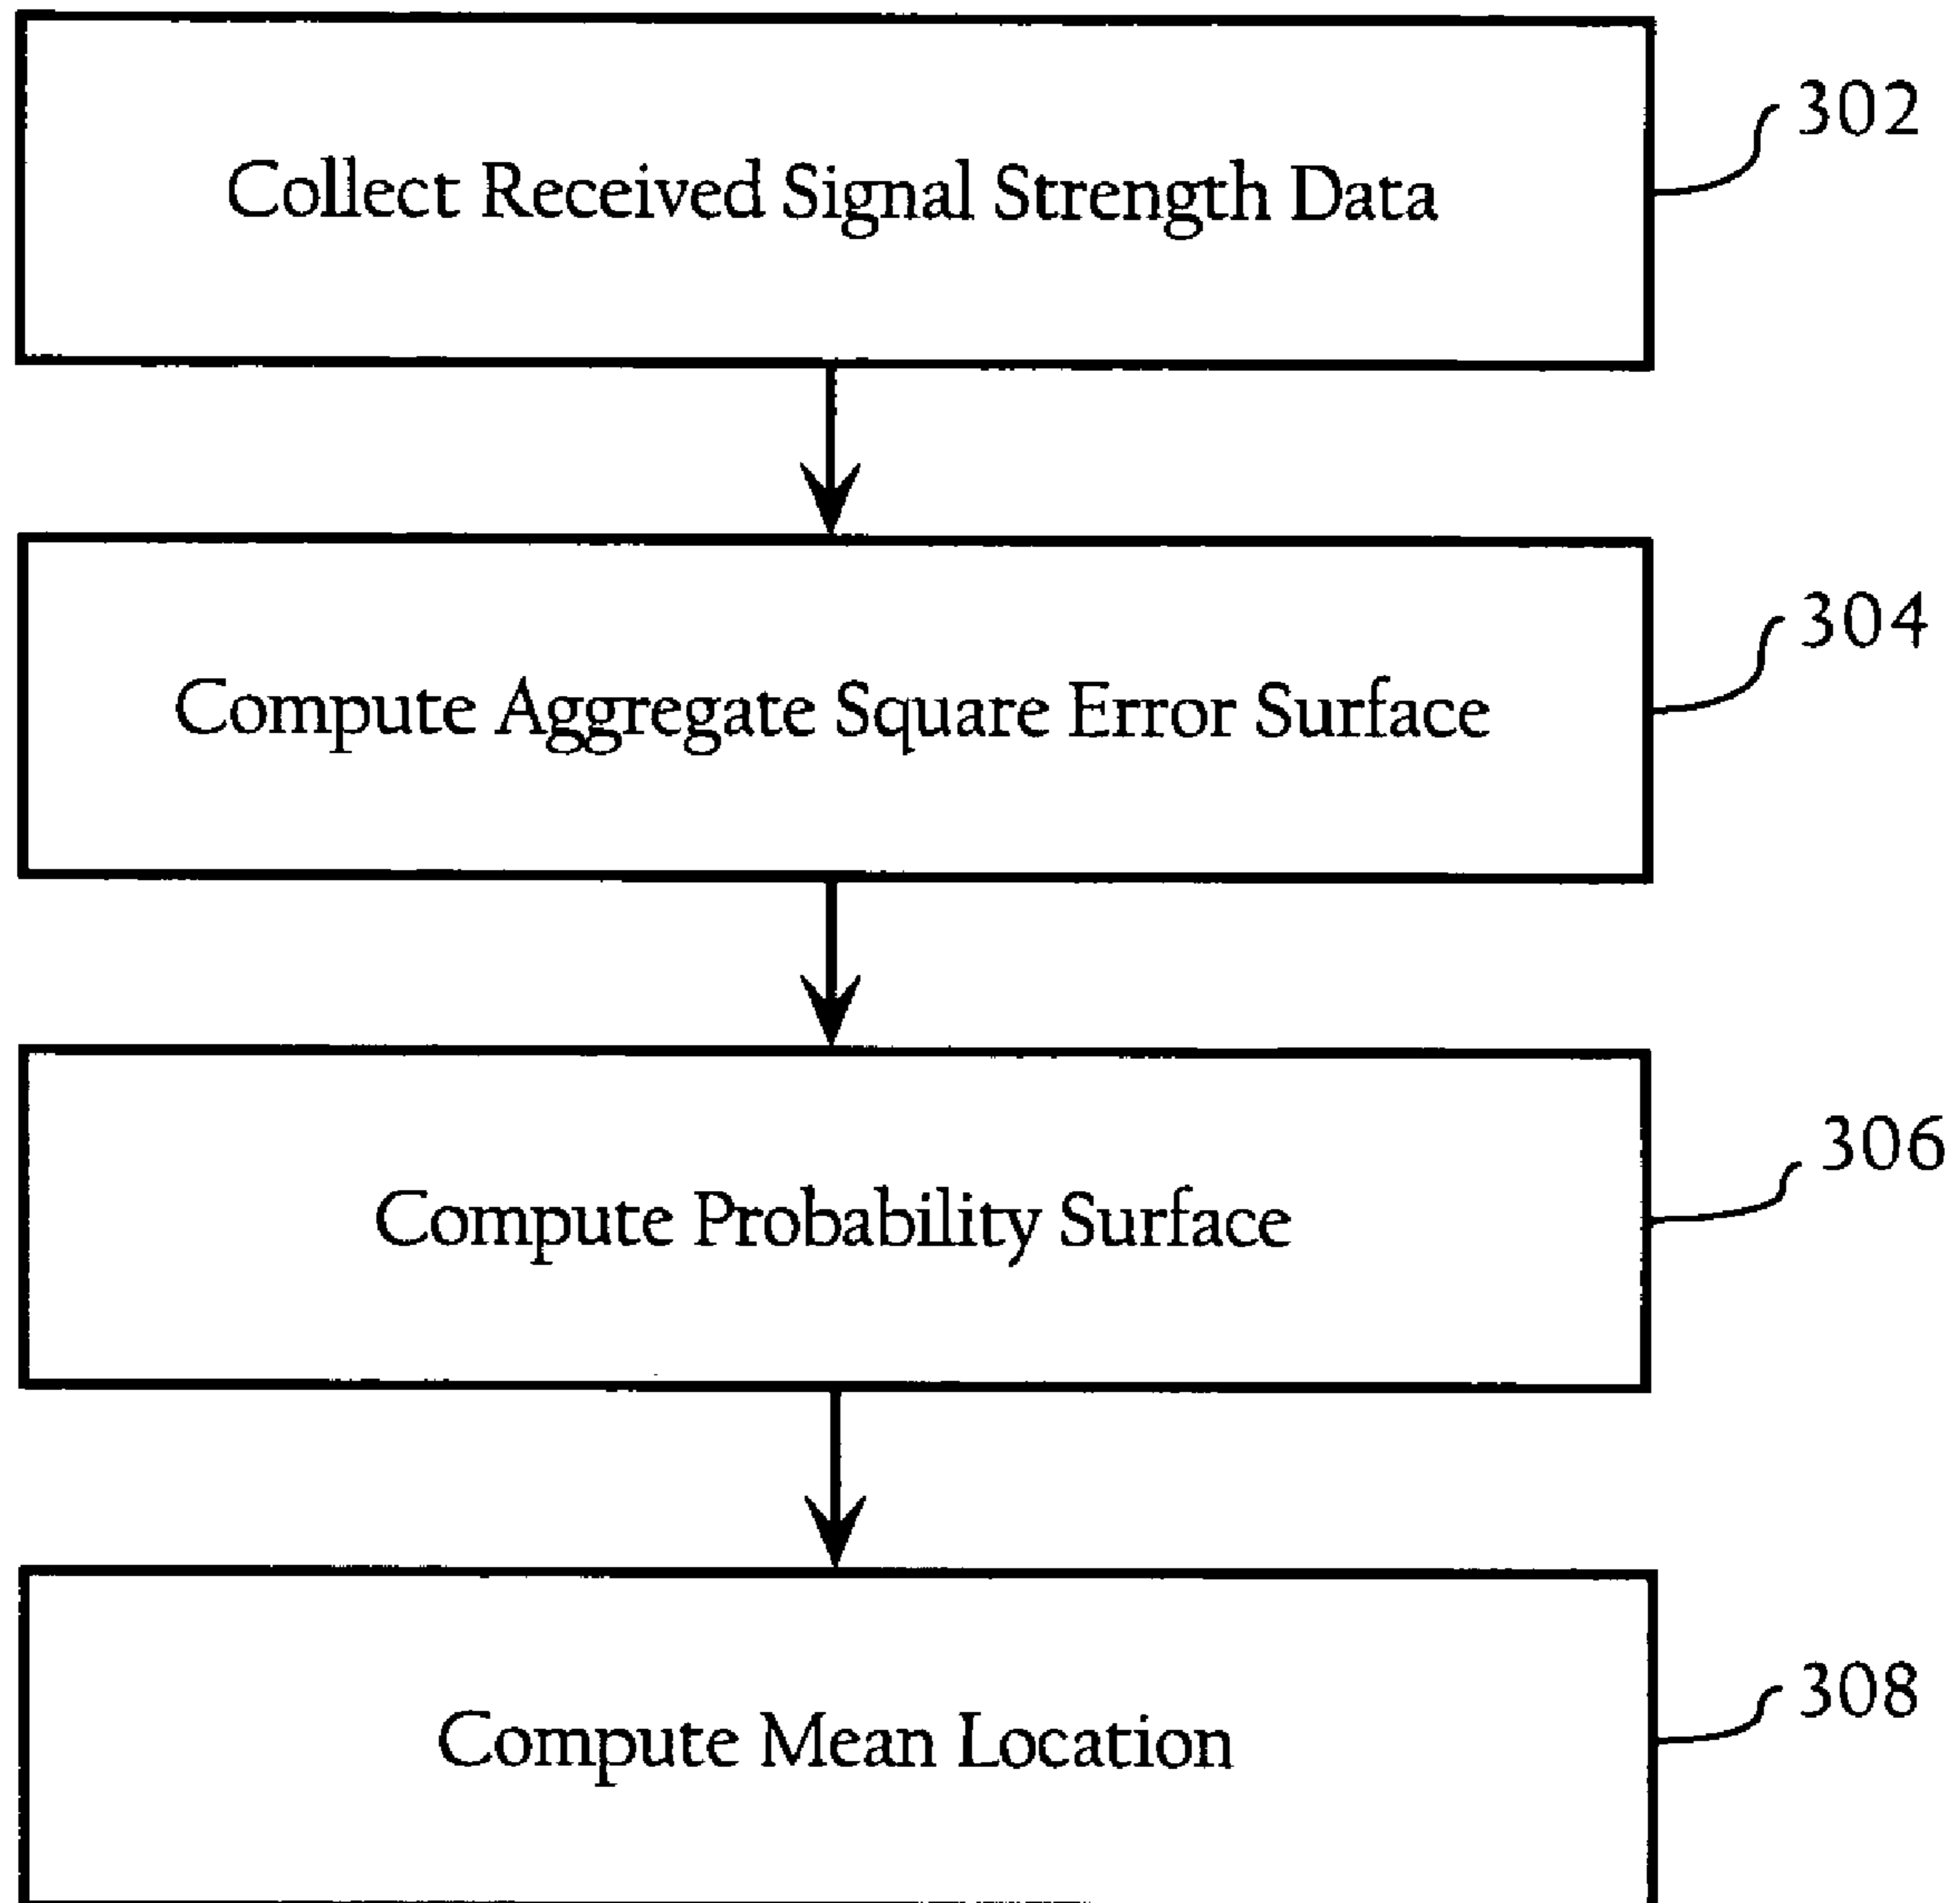 302
Collect Received Signal Strength Data
304
Compute Aggregate Square Error Surface
306
Compute Probability Surface
308
Compute Mean Location